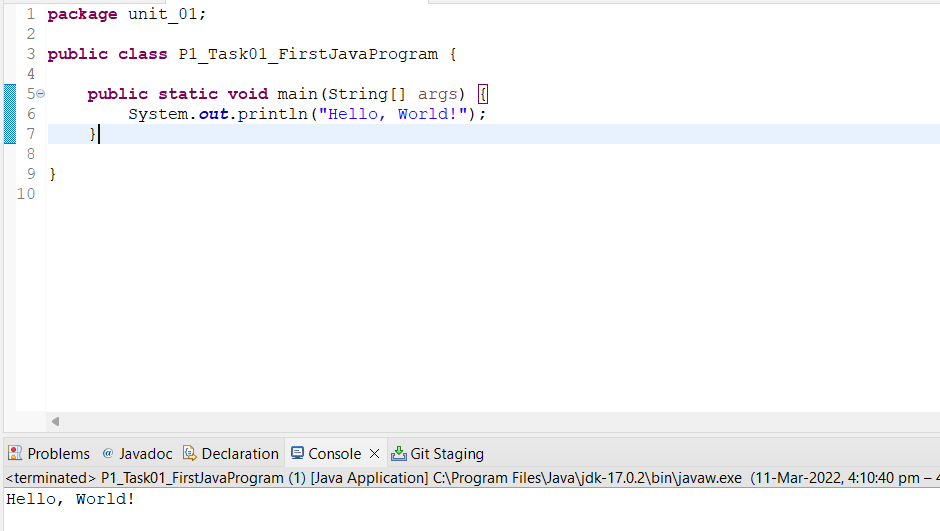 1 package unit_01;
2
3 public class P1_Task01_FirstJavaProgram {
4
5 public static void main(String[] args) {
6 System.out.println("Hello, World!");
7 }
8
9 }
10
Problems @ Javadoc Declaration Console Git Staging
<terminated> P1_Task01_FirstJavaProgram (1) [Java Application] C:\Program Files\Java\jdk-17.0.2\bin\javaw.exe (11-Mar-2022, 4:10:40 pm – 4
Hello, World!